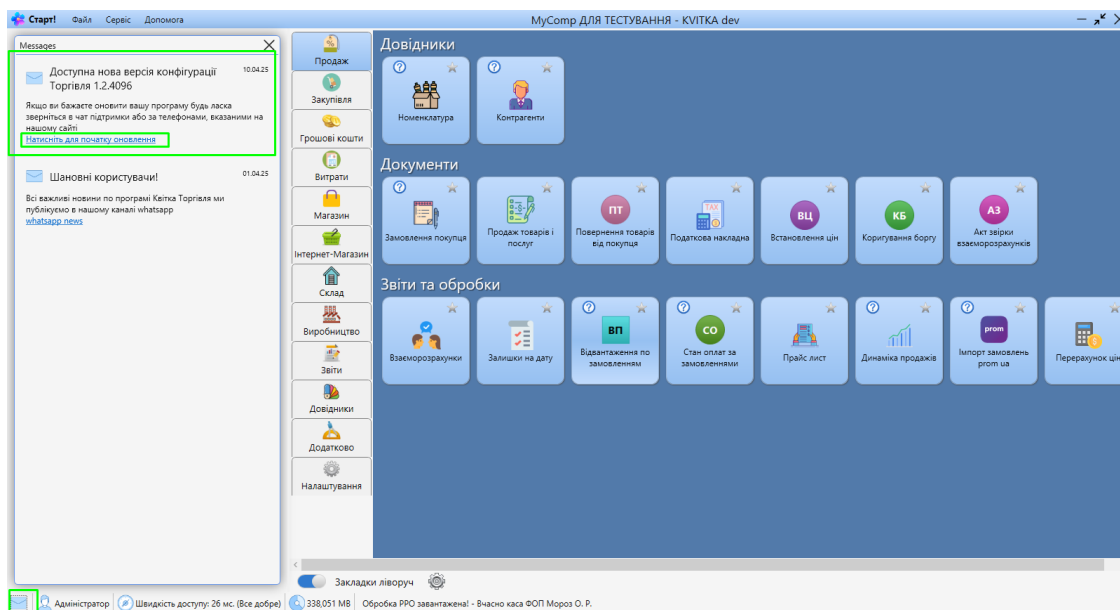 Старт! Файл Сервіс Допомога
MyComp ДЛЯ ТЕСТУВАННЯ - KVITKA dev
Messages
Доступна нова версія конфігурації
Торгівля 1.2.4096
10.04.25
Якщо ви бажаєте оновити вашу програму будь ласка
зверніться в чат підтримки або за телефонами, вказаними на
нашому сайті
Натисніть для початку оновлення
Шановні користувачи!
01.04.25
Всі важливі новини по програмі Квітка Торгівля ми
публікуємо в нашому каналі whatsapp
whatsapp news
Продаж
Закупівля
Грошові кошти
Витрати
Магазин
Інтернет-Магазин
Склад
Виробництво
Звіти
Довідники
Додатково
Налаштування
Довідники
Номенклатура
Контрагенти
Документи
Замовлення покупця
Продаж товарів і
послуг
ПТ
Повернення товарів
від покупця
TAX
Податкова накладна
ВЦ
Встановлення цін
КБ
Коригування боргу
АЗ
Акт звірки
взаєморозрахунків
Звіти та обробки
Взаєморозрахунки
Залишки на дату
ВП
Відвантаження по
замовленням
СО
Стан оплат за
замовленнями
Прайс лист
Динаміка продажів
prom
Імпорт замовлень
prom ua
Перерахунок цін
Закладки ліворуч
Адміністратор
Швидкість доступу: 26 мс. (Все добре)
338,051 MB
Обробка РРО завантажена! - Вчасно каса ФОП Мороз О. Р.